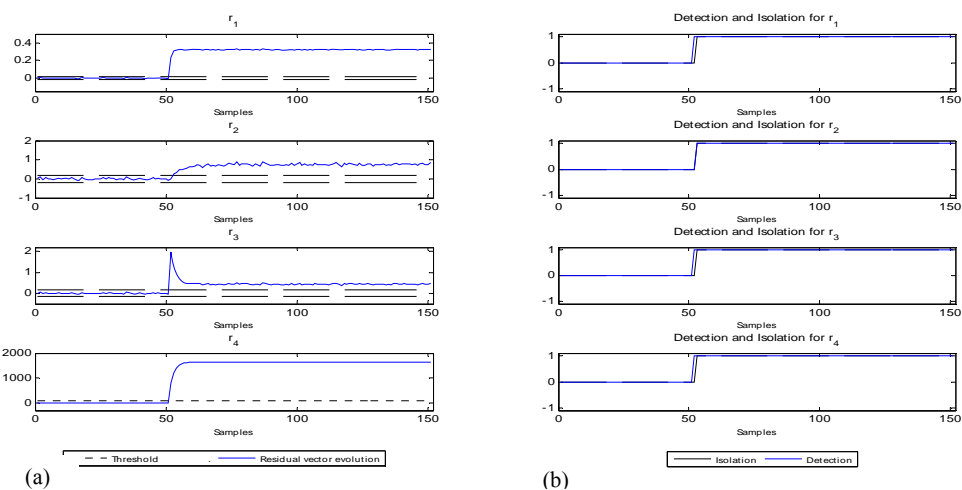 r1
0.4
0.2
0
0 50 100 150
Samples
r2
2
1
0
-1
0 50 100 150
Samples
r3
2
1
0
0 50 100 150
Samples
r4
2000
1000
0
0 50 100 150
Samples
Threshold Residual vector evolution
(a)
Detection and Isolation for r1
1
0
-1
0 50 100 150
Samples
Detection and Isolation for r2
1
0
-1
0 50 100 150
Samples
Detection and Isolation for r3
1
0
-1
0 50 100 150
Samples
Detection and Isolation for r4
1
0
-1
0 50 100 150
Samples
Isolation Detection
(b)